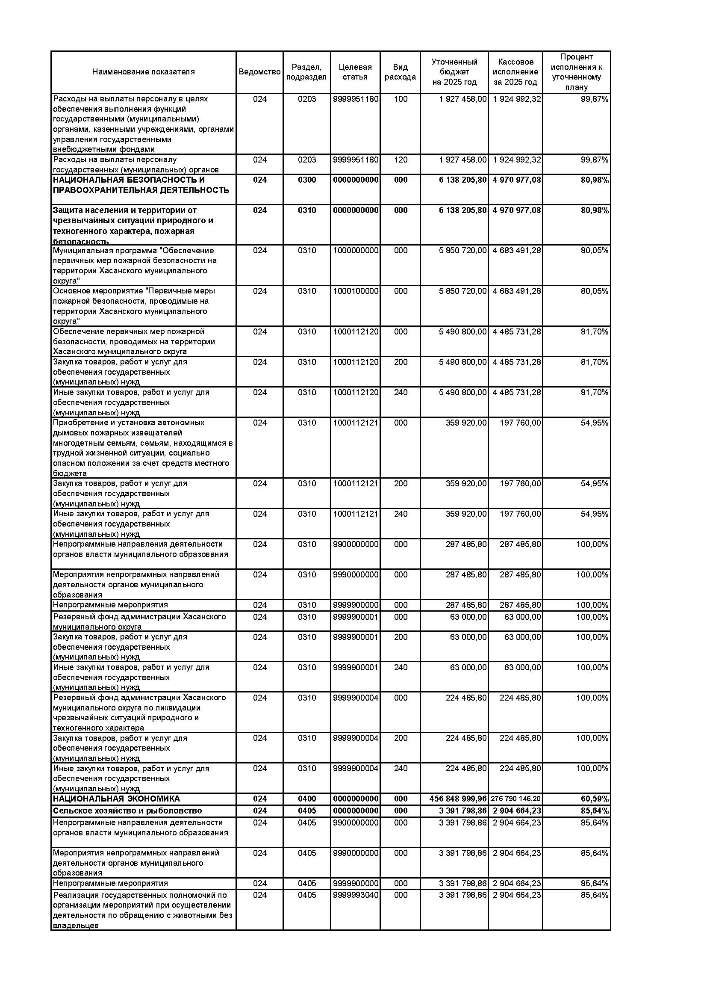 Наименование показателя Ведомство Раздел, подраздел Целевая статья Вид расхода Уточненный бюджет на 2025 год Кассовое исполнение за 2025 год Процент исполнения к уточненному плану
Расходы на выплаты персоналу в целях 024 0203 9999951180 100 1 927 458,00 1 924 992,32 99,87%
обеспечения выполнения функций
государственными (муниципальными)
органами, казенными учреждениями, органами
управления государственными
внебюджетными фондами
Расходы на выплаты персоналу 024 0203 9999951180 120 1 927 458,00 1 924 992,32 99,87%
государственных (муниципальных) органов
НАЦИОНАЛЬНАЯ БЕЗОПАСНОСТЬ И 024 0300 0000000000 000 6 138 205,80 4 970 977,08 80,98%
ПРАВООХРАНИТЕЛЬНАЯ ДЕЯТЕЛЬНОСТЬ
Защита населения и территории от 024 0310 0000000000 000 6 138 205,80 4 970 977,08 80,98%
чрезвычайных ситуаций природного и
техногенного характера, пожарная
безопасность
Муниципальная программа "Обеспечение 024 0310 1000000000 000 5 850 720,00 4 683 491,28 80,05%
первичных мер пожарной безопасности на
территории Хасанского муниципального
округа"
Основное мероприятие "Первичные меры 024 0310 1000100000 000 5 850 720,00 4 683 491,28 80,05%
пожарной безопасности, проводимые на
территории Хасанского муниципального
округа"
Обеспечение первичных мер пожарной 024 0310 1000112120 000 5 490 800,00 4 485 731,28 81,70%
безопасности, проводимых на территории
Хасанского муниципального округа
Закупка товаров, работ и услуг для 024 0310 1000112120 200 5 490 800,00 4 485 731,28 81,70%
обеспечения государственных
(муниципальных) нужд
Иные закупки товаров, работ и услуг для 024 0310 1000112120 240 5 490 800,00 4 485 731,28 81,70%
обеспечения государственных
(муниципальных) нужд
Приобретение и установка автономных 024 0310 1000112121 000 359 920,00 197 760,00 54,95%
дымовых пожарных извещателей
многодетным семьям, семьям, находящимся в
трудной жизненной ситуации, социально
опасном положении за счет средств местного
бюджета
Закупка товаров, работ и услуг для 024 0310 1000112121 200 359 920,00 197 760,00 54,95%
обеспечения государственных
(муниципальных) нужд
Иные закупки товаров, работ и услуг для 024 0310 1000112121 240 359 920,00 197 760,00 54,95%
обеспечения государственных
(муниципальных) нужд
Непрограммные направления деятельности 024 0310 9900000000 000 287 485,80 287 485,80 100,00%
органов власти муниципального образования
Мероприятия непрограммных направлений 024 0310 9990000000 000 287 485,80 287 485,80 100,00%
деятельности органов муниципального
образования
Непрограммные мероприятия 024 0310 9999900000 000 287 485,80 287 485,80 100,00%
Резервный фонд администрации Хасанского 024 0310 9999900001 000 63 000,00 63 000,00 100,00%
муниципального округа
Закупка товаров, работ и услуг для 024 0310 9999900001 200 63 000,00 63 000,00 100,00%
обеспечения государственных
(муниципальных) нужд
Иные закупки товаров, работ и услуг для 024 0310 9999900001 240 63 000,00 63 000,00 100,00%
обеспечения государственных
(муниципальных) нужд
Резервный фонд администрации Хасанского 024 0310 9999900004 000 224 485,80 224 485,80 100,00%
муниципального округа по ликвидации
чрезвычайных ситуаций природного и
техногенного характера
Закупка товаров, работ и услуг для 024 0310 9999900004 200 224 485,80 224 485,80 100,00%
обеспечения государственных
(муниципальных) нужд
Иные закупки товаров, работ и услуг для 024 0310 9999900004 240 224 485,80 224 485,80 100,00%
обеспечения государственных
(муниципальных) нужд
НАЦИОНАЛЬНАЯ ЭКОНОМИКА 024 0400 0000000000 000 456 848 999,96 276 790 146,20 60,59%
Сельское хозяйство и рыболовство 024 0405 0000000000 000 3 391 798,86 2 904 664,23 85,64%
Непрограммные направления деятельности 024 0405 9900000000 000 3 391 798,86 2 904 664,23 85,64%
органов власти муниципального образования
Мероприятия непрограммных направлений 024 0405 9990000000 000 3 391 798,86 2 904 664,23 85,64%
деятельности органов муниципального
образования
Непрограммные мероприятия 024 0405 9999900000 000 3 391 798,86 2 904 664,23 85,64%
Реализация государственных полномочий по 024 0405 9999993040 000 3 391 798,86 2 904 664,23 85,64%
организации мероприятий при осуществлении
деятельности по обращению с животными без
владельцев